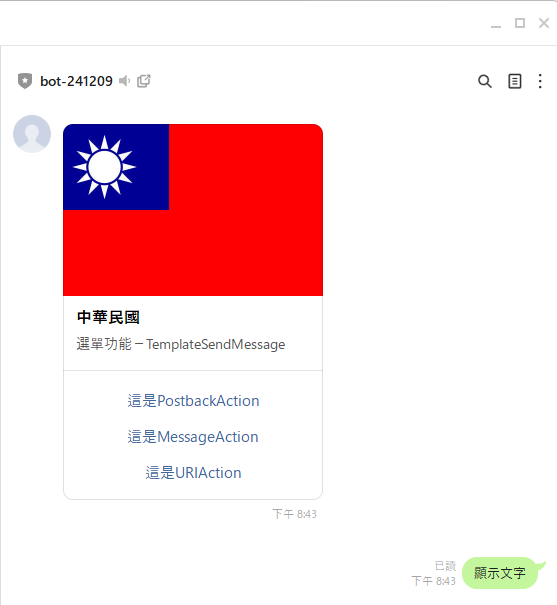 bot-241209
中華民國
選單功能－TemplateSendMessage
這是PostbackAction
這是MessageAction
這是URIAction
下午 8:43
已讀
下午 8:43
顯示文字